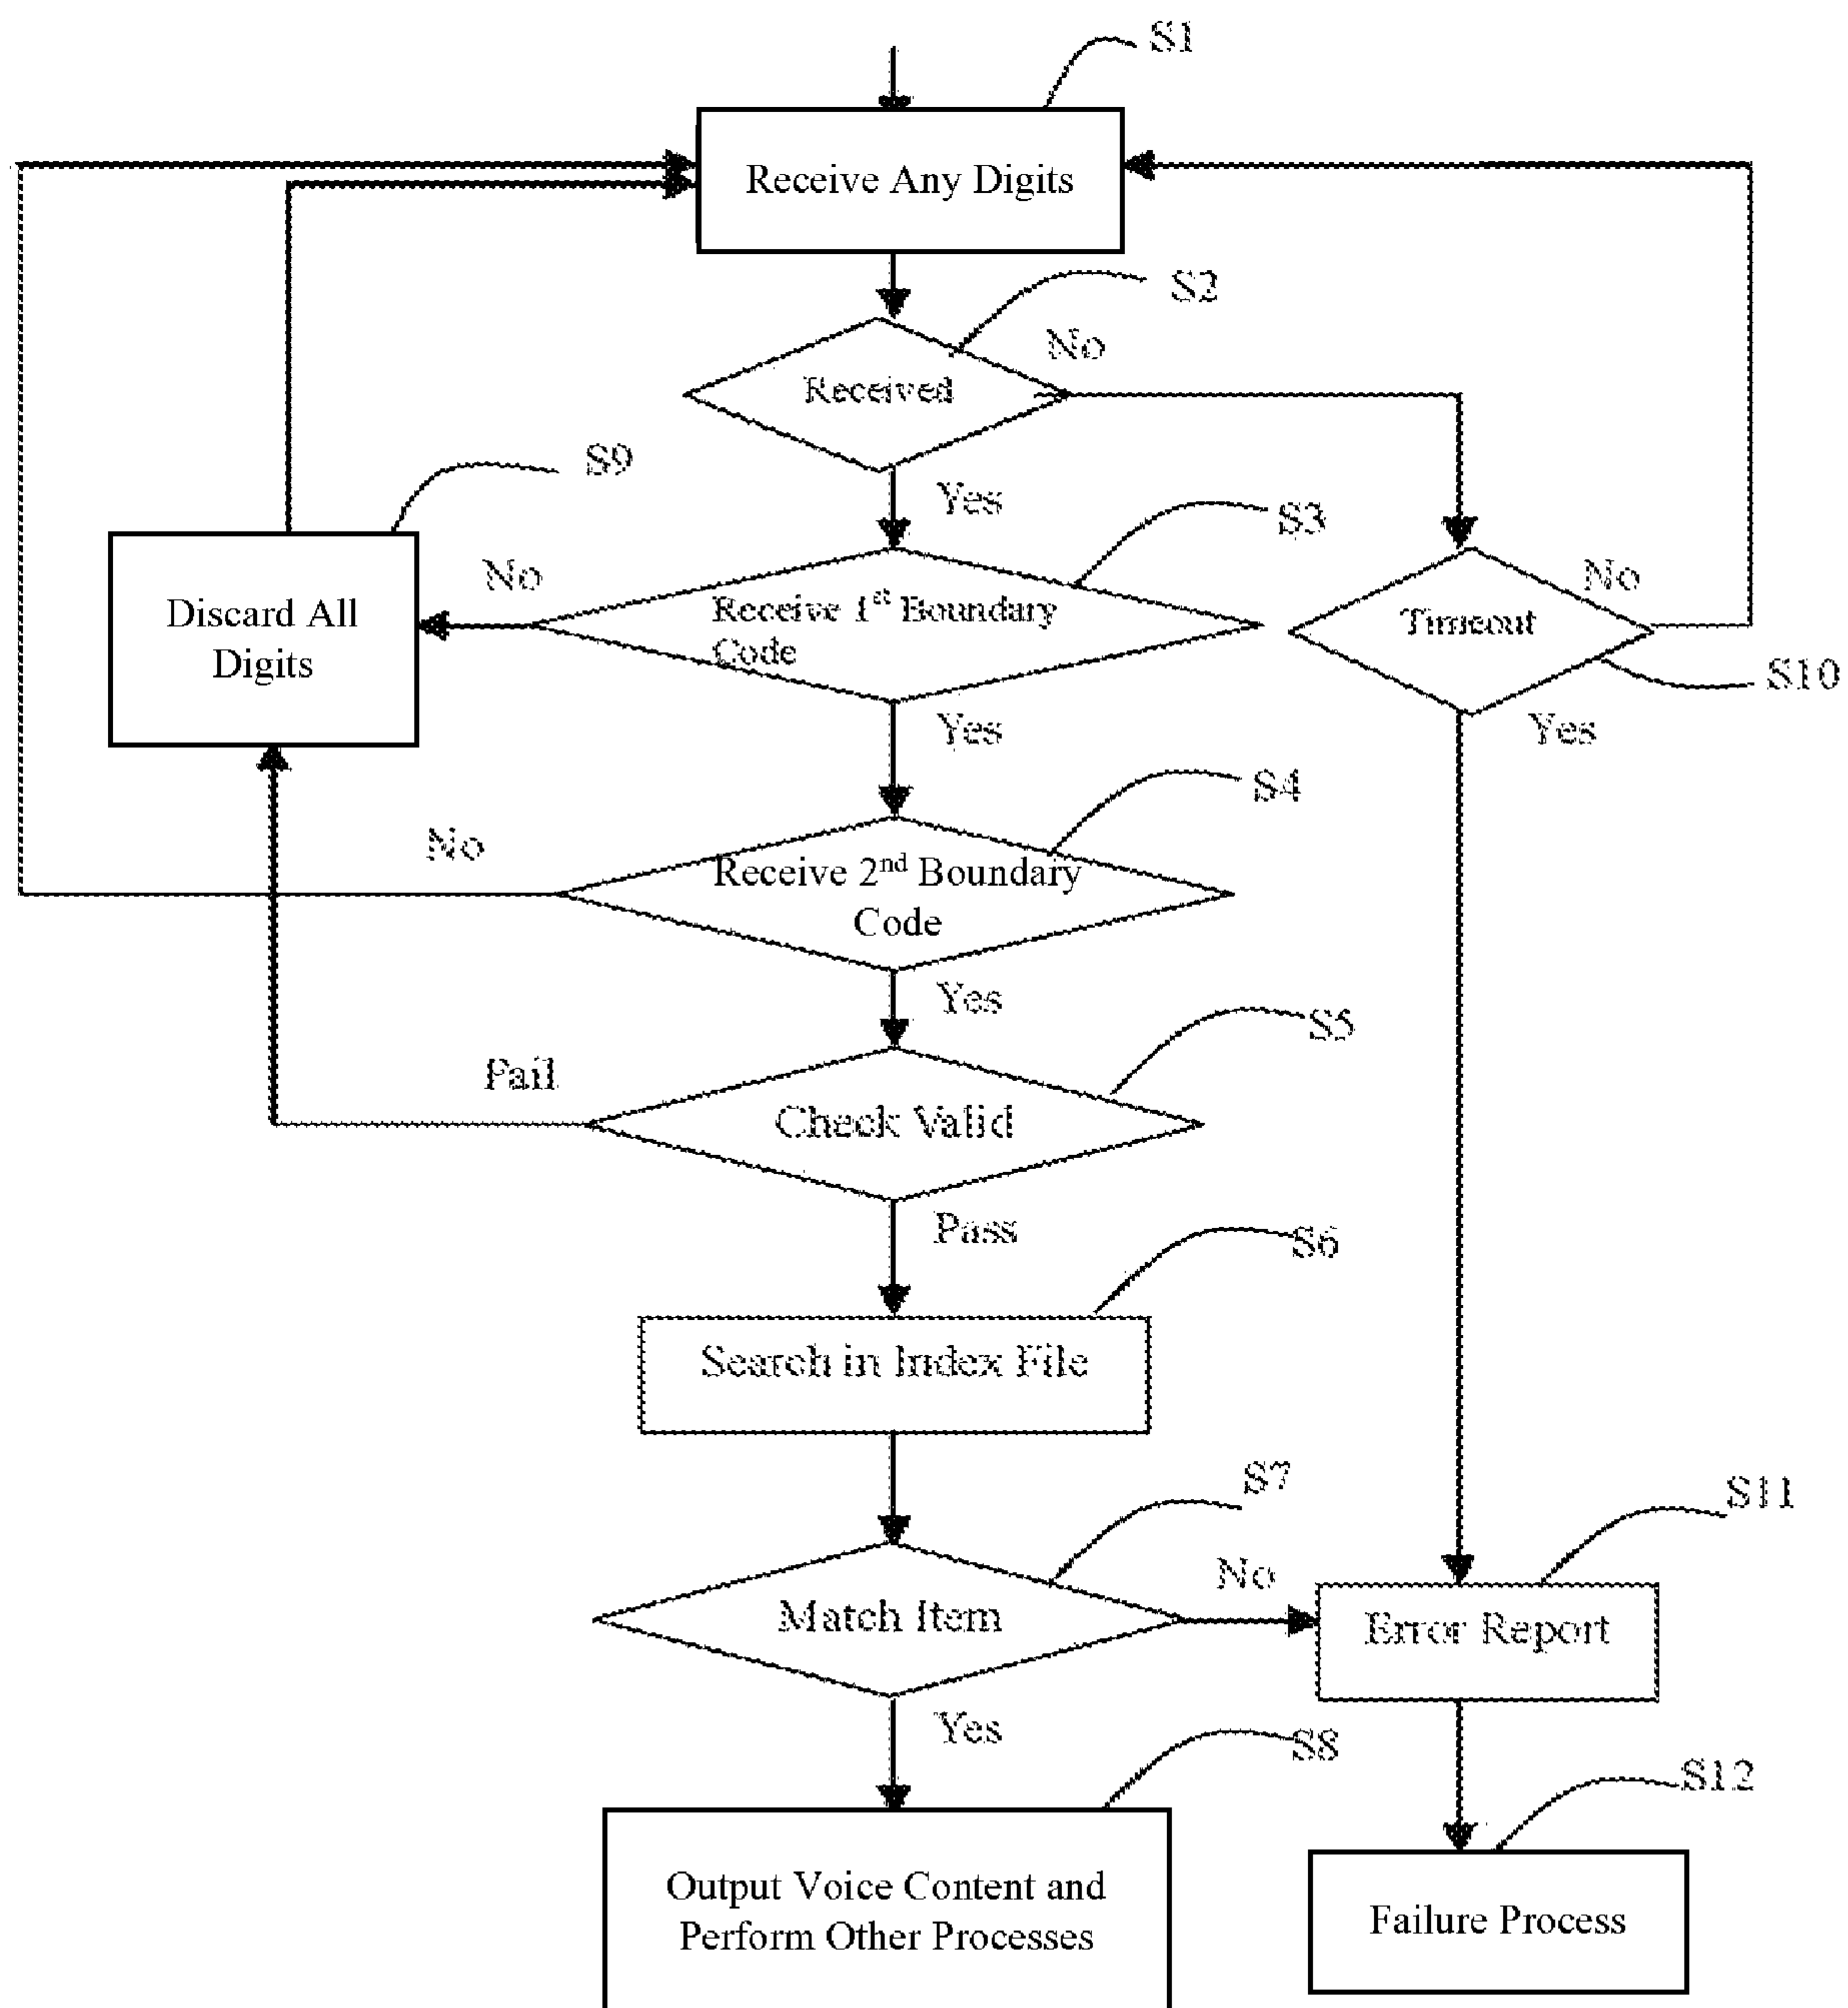 S1
Receive Any Digits
S2
No
Received
S9
Yes
S3
No
No
Discard All
Digits
Receive 1st Boundary
Code
Timeout
S10
Yes
Yes
S4
No
Receive 2nd Boundary
Code
Yes
S5
Fail
Check Valid
Pass
S6
Search in Index File
S7
S11
No
Match Item
Error Report
Yes
S8
S12
Output Voice Content and
Perform Other Processes
Failure Process